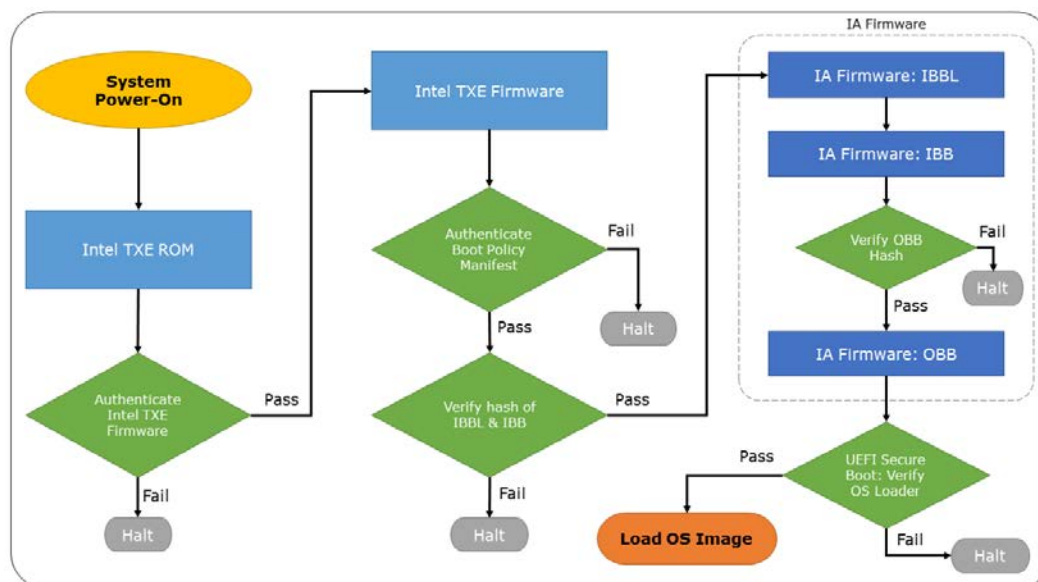 System
Power-On
Intel TXE ROM
Authenticate
Intel TXE
Firmware
Pass
Fail
Halt
Intel TXE Firmware
Authenticate
Boot Policy
Manifest
Fail
Halt
Pass
Verify hash of
IBBL & IBB
Pass
Fail
Halt
IA Firmware
IA Firmware: IBBL
IA Firmware: IBB
Verify OBB
Hash
Fail
Halt
Pass
IA Firmware: OBB
UEFI Secure
Boot: Verify
OS Loader
Pass
Load OS Image
Fail
Halt